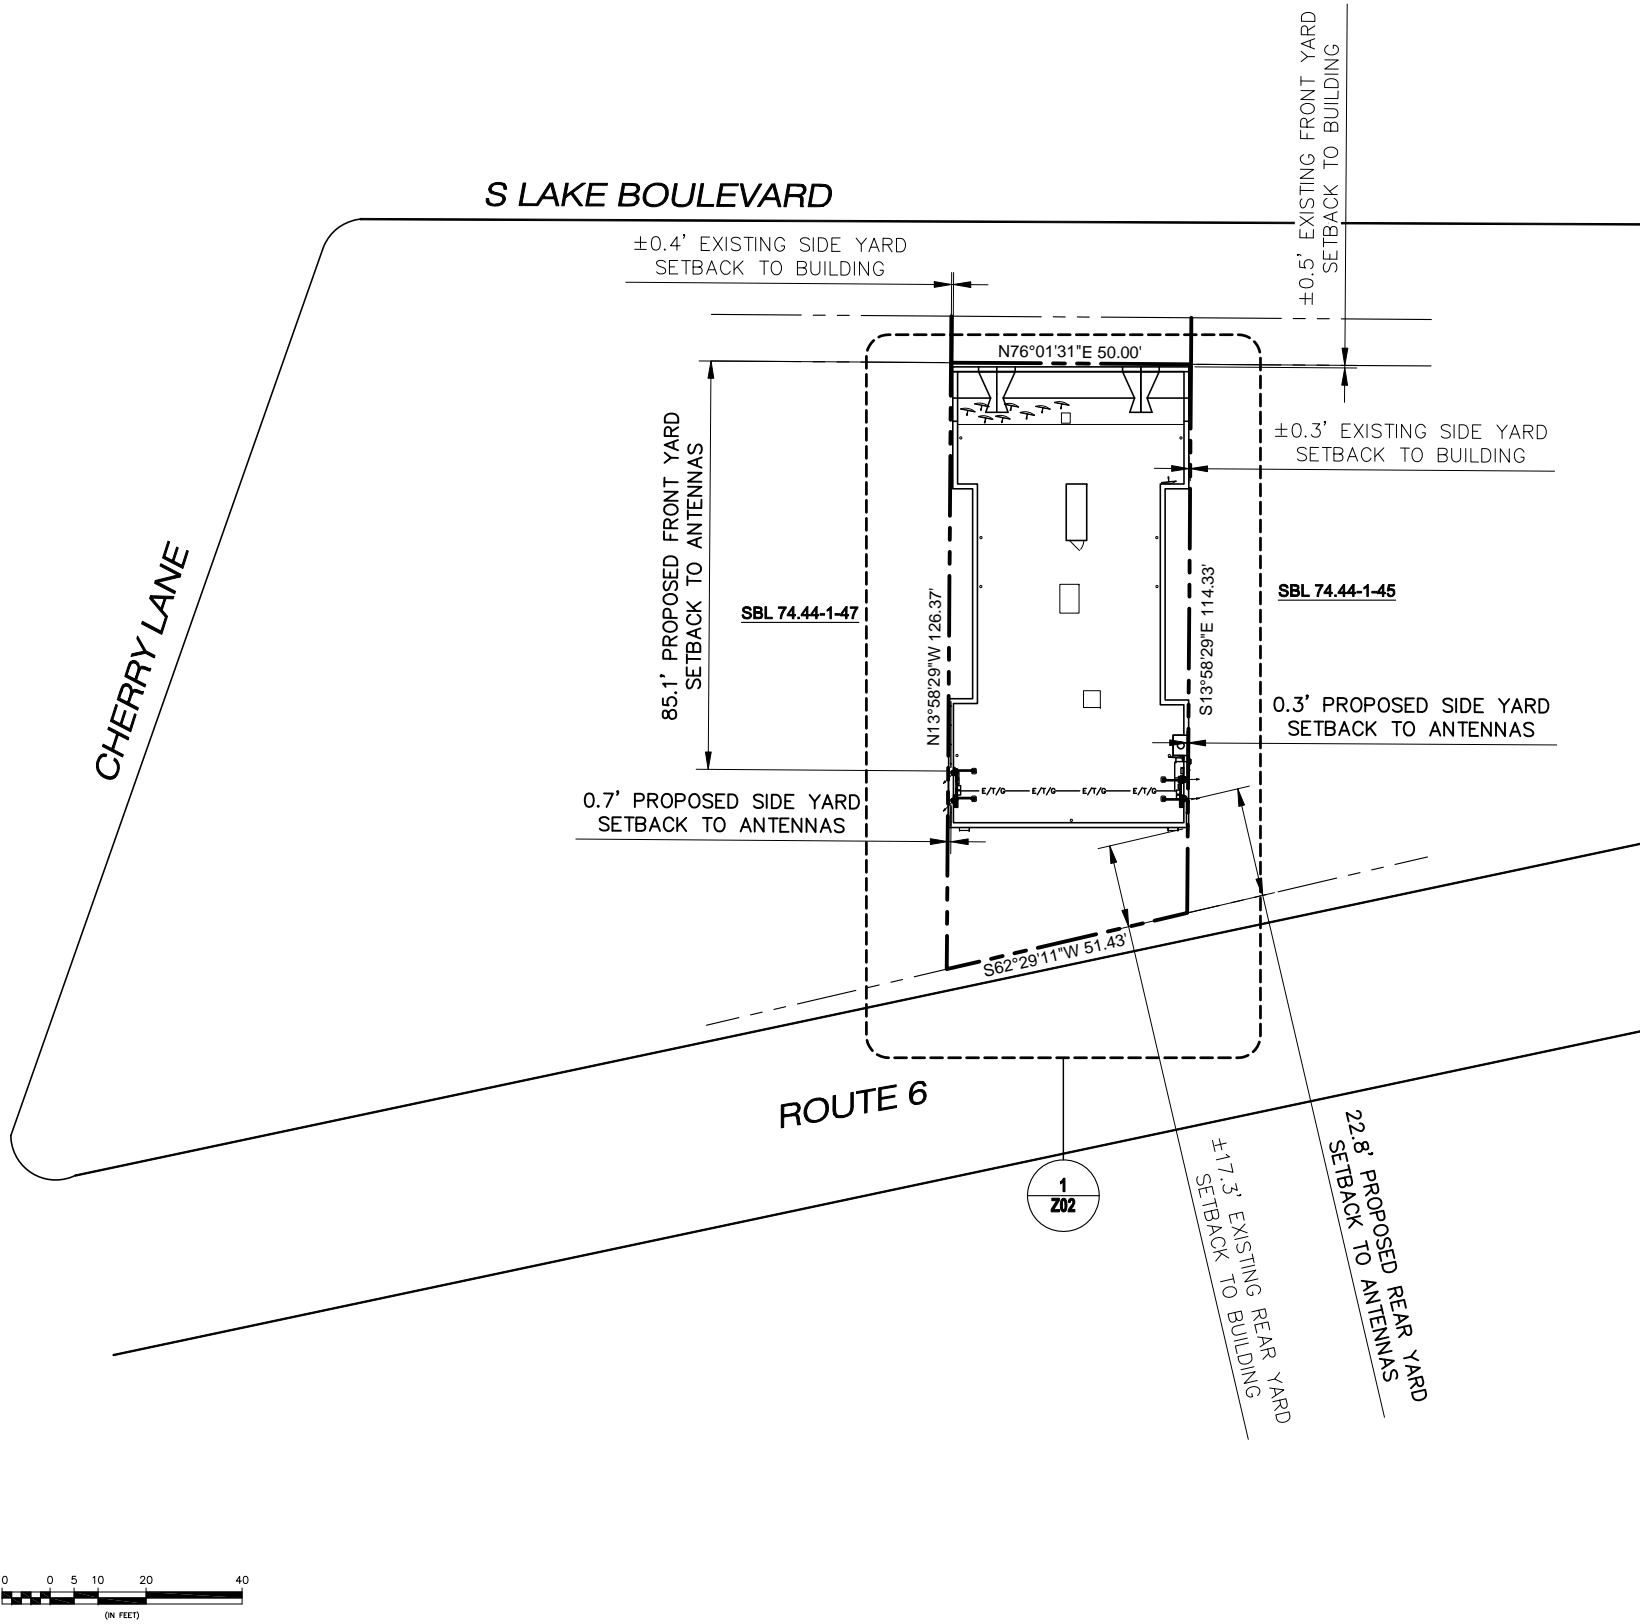 ±0.5' EXISTING FRONT YARD
SETBACK TO BUILDING
S LAKE BOULEVARD
±0.4' EXISTING SIDE YARD
SETBACK TO BUILDING
N76°01'31"E 50.00'
±0.3' EXISTING SIDE YARD
SETBACK TO BUILDING
85.1' PROPOSED FRONT YARD
SETBACK TO ANTENNAS
CHERRY LANE
SBL 74.44-1-47
N13°58'29"W 126.37'
S13°58'29"E 114.33'
SBL 74.44-1-45
0.3' PROPOSED SIDE YARD
SETBACK TO ANTENNAS
0.7' PROPOSED SIDE YARD
SETBACK TO ANTENNAS
E/T/G E/T/G E/T/G E/T/G
S62°29'11"W 51.43'
ROUTE 6
1
Z02
±17.3' EXISTING REAR YARD
SETBACK TO BUILDING
22.8' PROPOSED REAR YARD
SETBACK TO ANTENNAS
0 0 5 10 20 40
(IN FEET)